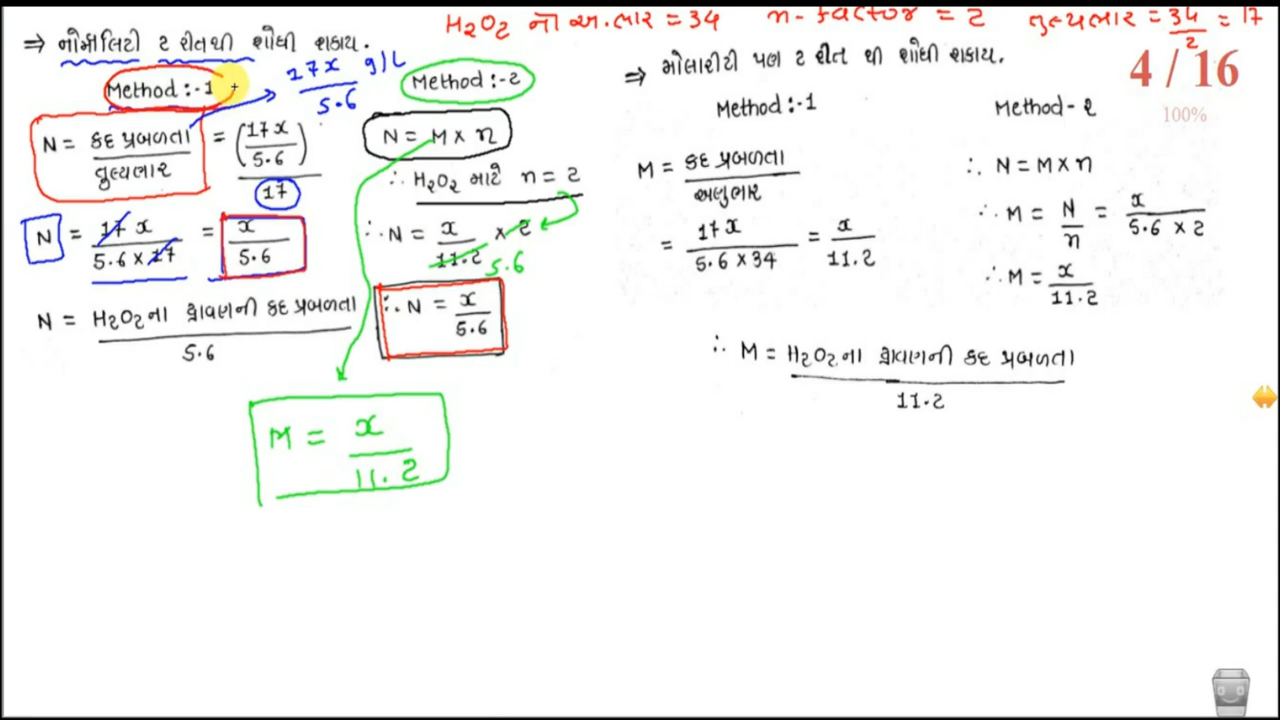 H₂O₂ નો અ.ભાર = 34 n-factor = 2 તુલ્યભાર = 34/2 = 17
⇒ નોર્માલિટી 2 રીતથી શોધી શકાય.
Method :- 1
17x/5.6 g/L
N = કદ પ્રબળતા/તુલ્યભાર = (17x/5.6)/17
N = 17x/5.6 × 17 = x/5.6
N = H₂O₂ના દ્રાવણની કદ પ્રબળતા/5.6
Method :- 2
N = M × n
∴ H₂O₂ માટે n = 2
∴ N = x/11.2 × 2
5.6
∴ N = x/5.6
M = x/11.2
⇒ મોલારીટી પણ 2 રીત થી શોધી શકાય.
Method :- 1
M = કદ પ્રબળતા/અણુભાર
= 17x/5.6 × 34 = x/11.2
Method - 2
∴ N = M × n
∴ M = N/n = x/5.6 × 2
∴ M = x/11.2
∴ M = H₂O₂ના દ્રાવણની કદ પ્રબળતા/11.2
4 / 16
100%